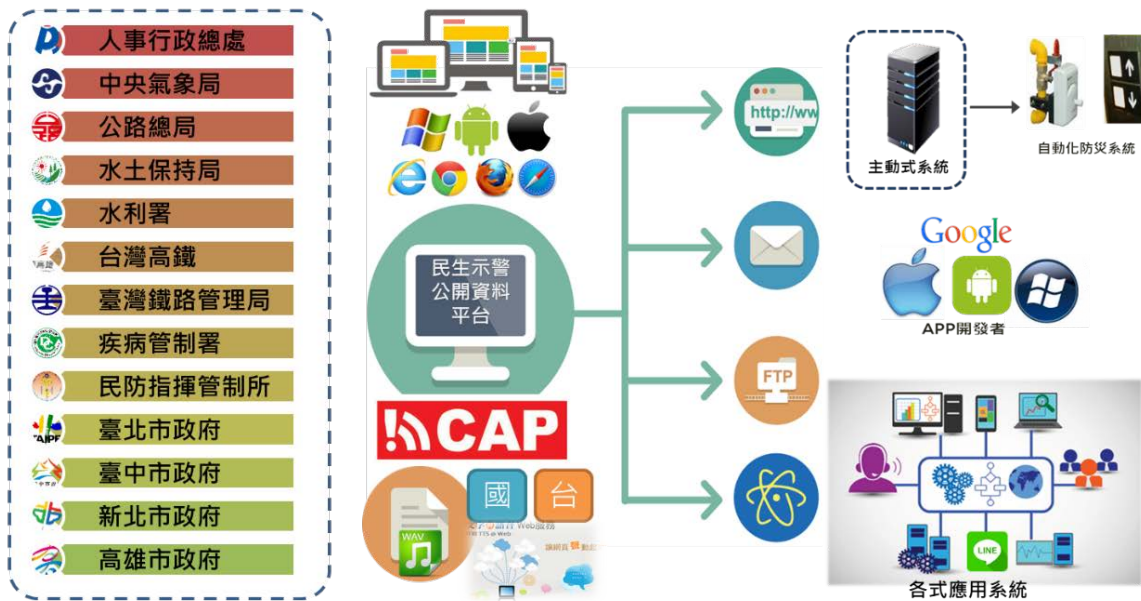 人事行政總處
中央氣象局
公路總局
水土保持局
水利署
台灣高鐵
臺灣鐵路管理局
疾病管制署
民防指揮管制所
臺北市政府
臺中市政府
新北市政府
高雄市政府
民生示警
公開資料
平台
CAP
WAV
國
台
Web服務
http://ww
FTP
主動式系統
自動化防災系統
Google
APP開發者
LINE
各式應用系統